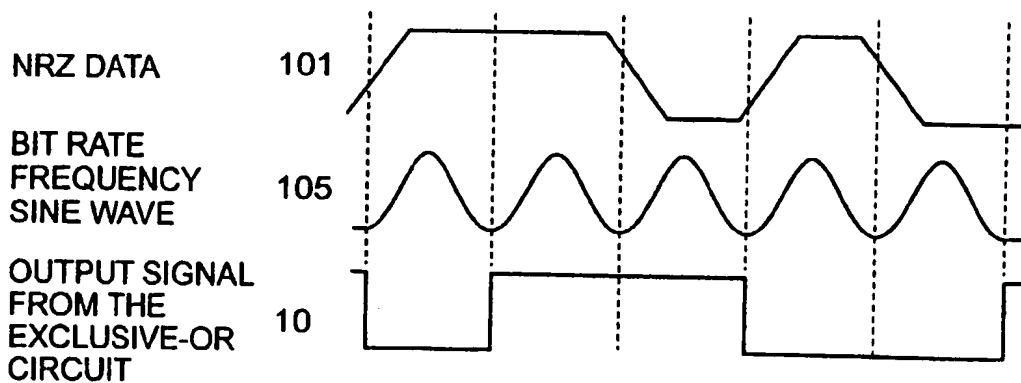 NRZ DATA 101
BIT RATE
FREQUENCY
SINE WAVE
105
OUTPUT SIGNAL
FROM THE
EXCLUSIVE-OR
CIRCUIT
10